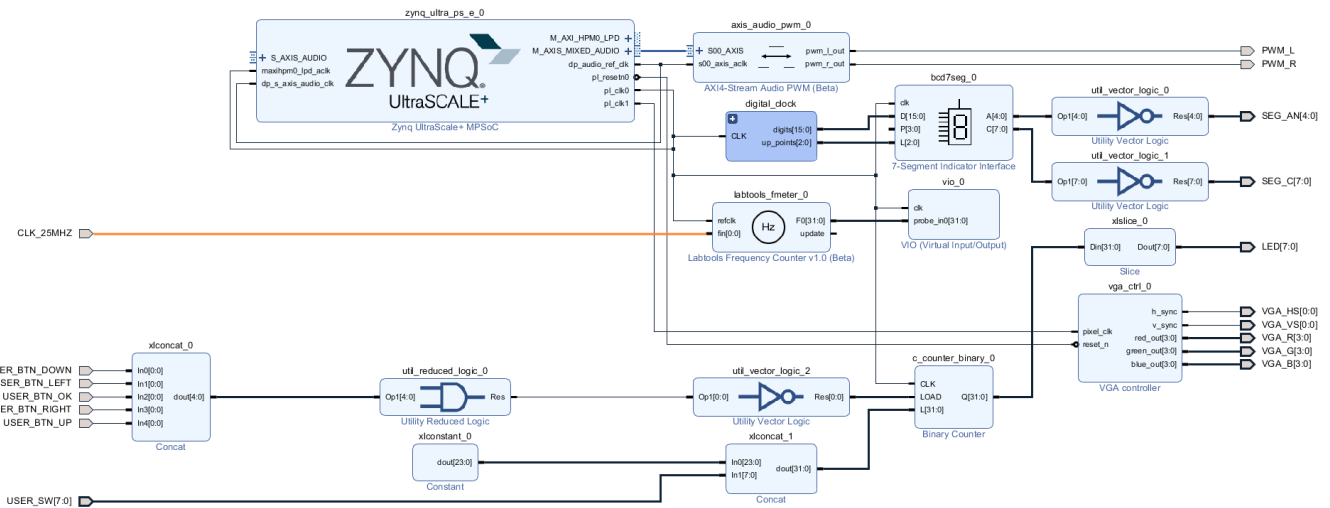 zynq_ultra_ps_e_0
S_AXIS_AUDIO
maxihpm0_lpd_aclk
dp_s_axis_audio_clk
ZYNQ
UltraSCALE+
M_AXI_HPM0_LPD
M_AXIS_MIXED_AUDIO
dp_audio_ref_clk
pl_resetn0
pl_clk0
pl_clk1
Zynq UltraScale+ MPSoC
axis_audio_pwm_0
S00_AXIS
s00_axis_aclk
pwm_l_out
pwm_r_out
AXI4-Stream Audio PWM (Beta)
PWM_L
PWM_R
digital_clock
CLK
digits[15:0]
up_points[2:0]
bcd7seg_0
clk
D[15:0]
P[3:0]
L[2:0]
A[4:0]
C[7:0]
7-Segment Indicator Interface
util_vector_logic_0
Op1[4:0]
Res[4:0]
Utility Vector Logic
SEG_AN[4:0]
util_vector_logic_1
Op1[7:0]
Res[7:0]
Utility Vector Logic
SEG_C[7:0]
labtools_fmeter_0
refclk
fin[0:0]
Hz
F0[31:0]
update
Labtools Frequency Counter v1.0 (Beta)
vio_0
clk
probe_in0[31:0]
VIO (Virtual Input/Output)
CLK_25MHZ
xlslice_0
Din[31:0]
Dout[7:0]
Slice
LED[7:0]
vga_ctrl_0
pixel_clk
reset_n
h_sync
v_sync
red_out[3:0]
green_out[3:0]
blue_out[3:0]
VGA controller
VGA_HS[0:0]
VGA_VS[0:0]
VGA_R[3:0]
VGA_G[3:0]
VGA_B[3:0]
xlconcat_0
ER_BTN_DOWN
SER_BTN_LEFT
USER_BTN_OK
ER_BTN_RIGHT
USER_BTN_UP
In0[0:0]
In1[0:0]
In2[0:0]
In3[0:0]
In4[0:0]
dout[4:0]
Concat
util_reduced_logic_0
Op1[4:0]
Res
Utility Reduced Logic
util_vector_logic_2
Op1[0:0]
Res[0:0]
Utility Vector Logic
c_counter_binary_0
CLK
LOAD
L[31:0]
Q[31:0]
Binary Counter
xlconstant_0
dout[23:0]
Constant
xlconcat_1
In0[23:0]
In1[7:0]
dout[31:0]
Concat
USER_SW[7:0]